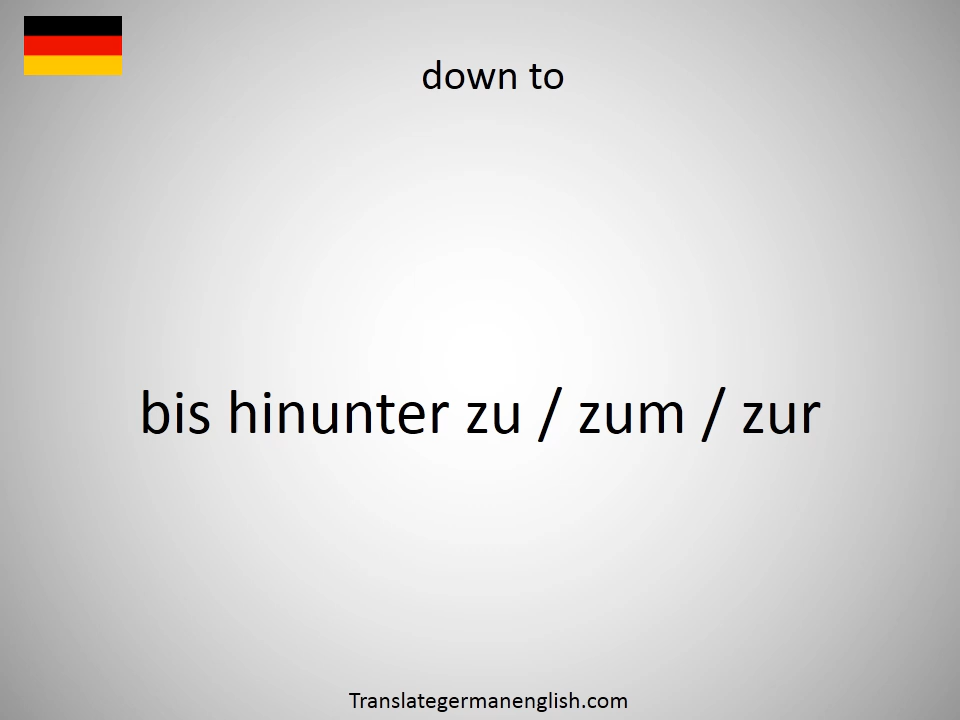 down to
bis hinunter zu / zum / zur
Translategermanenglish.com